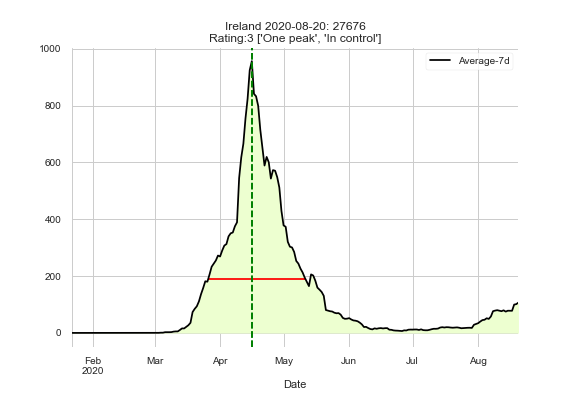 Ireland 2020-08-20: 27676
Rating:3 ['One peak', 'In control']
Average-7d
1000
800
600
400
200
0
Feb
2020
Mar
Apr
May
Jun
Jul
Aug
Date